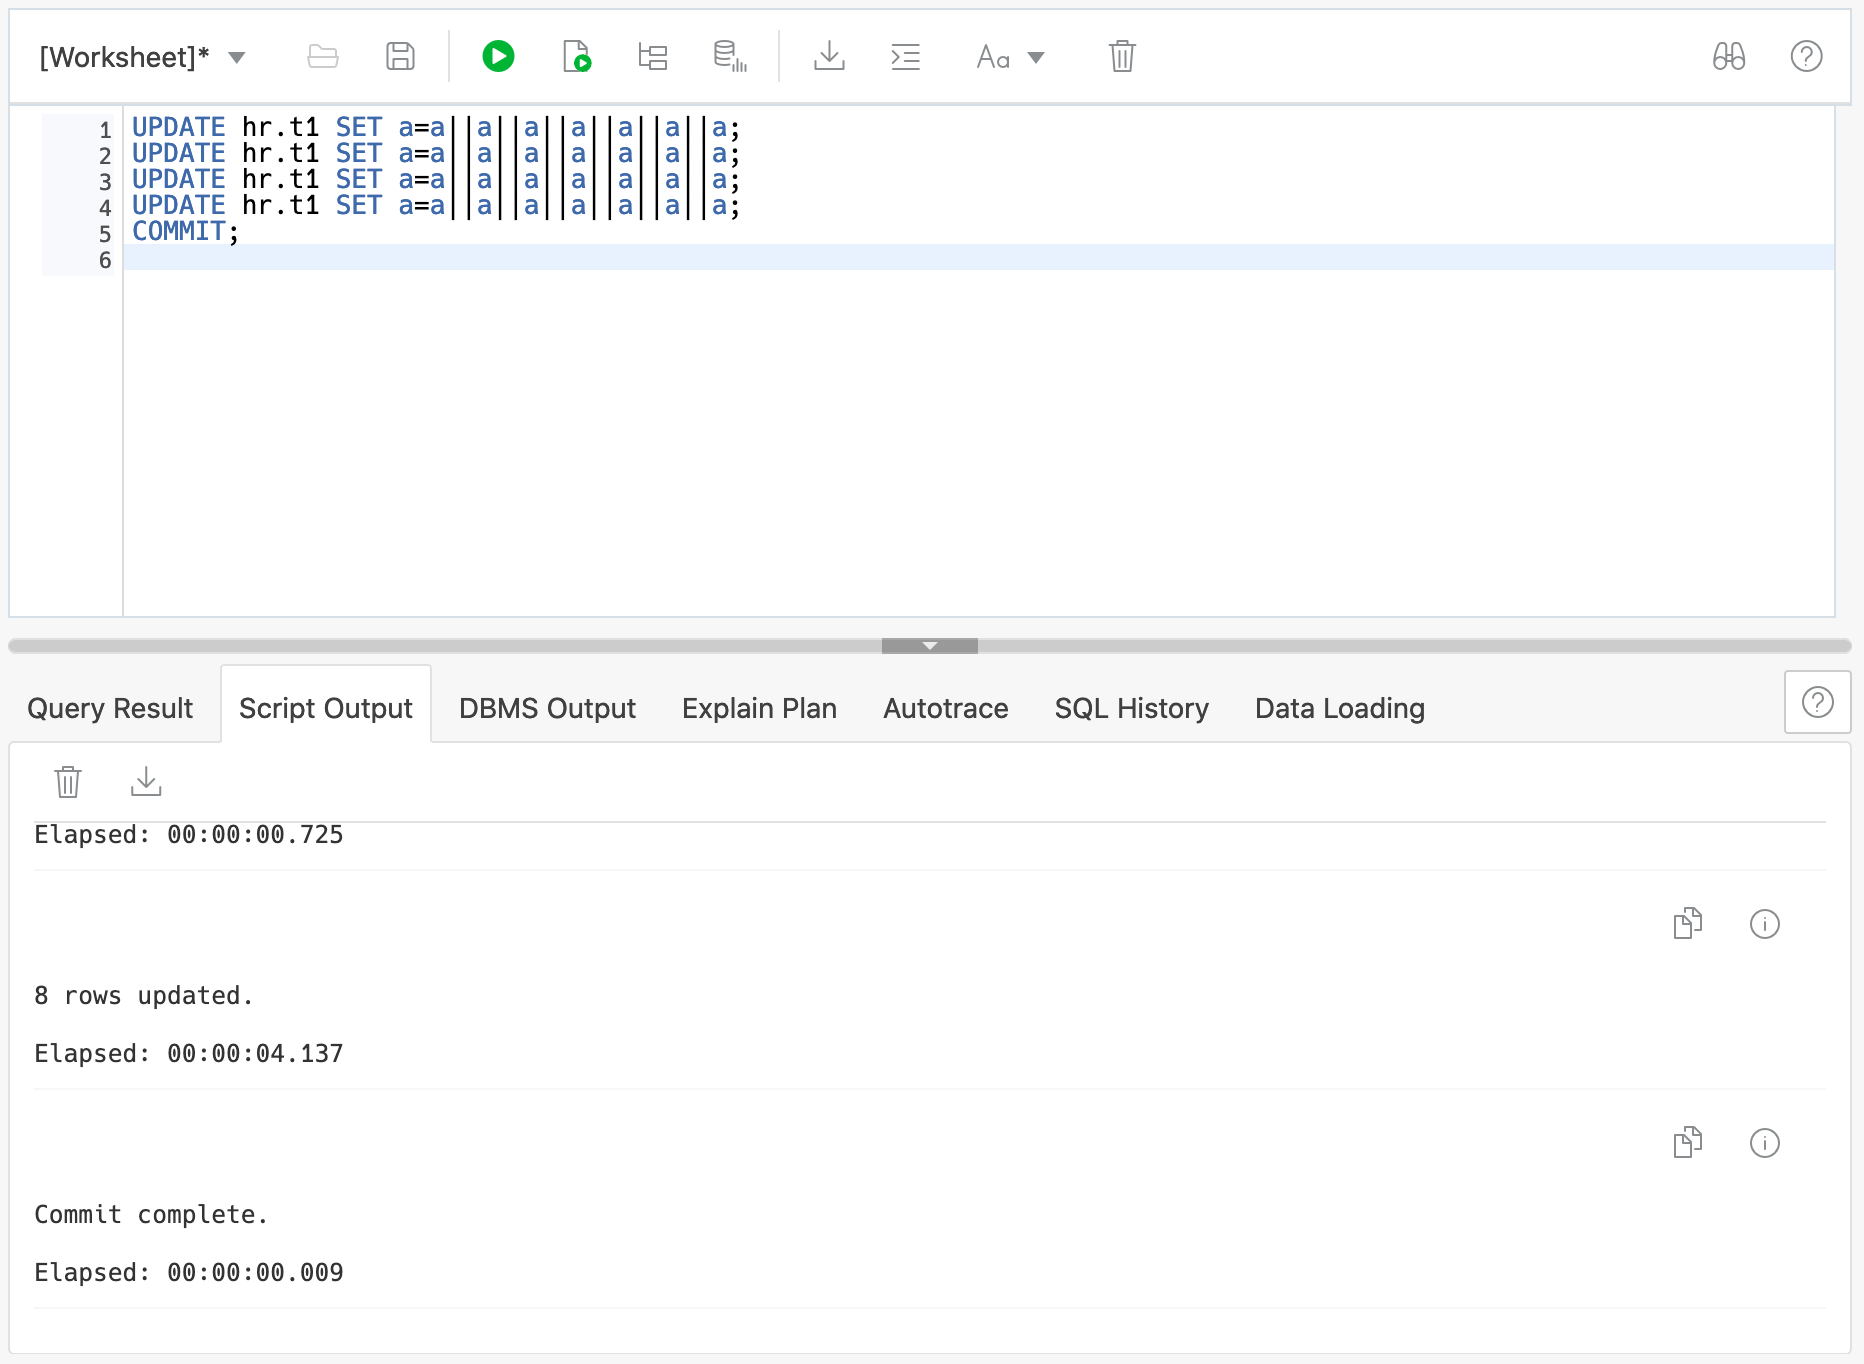 [Worksheet]*
Aa
1 UPDATE hr.t1 SET a=a||a||a||a||a||a||a;
2 UPDATE hr.t1 SET a=a||a||a||a||a||a||a;
3 UPDATE hr.t1 SET a=a||a||a||a||a||a||a;
4 UPDATE hr.t1 SET a=a||a||a||a||a||a||a;
5 COMMIT;
6
Query Result Script Output DBMS Output Explain Plan Autotrace SQL History Data Loading
Elapsed: 00:00:00.725
8 rows updated.
Elapsed: 00:00:04.137
Commit complete.
Elapsed: 00:00:00.009